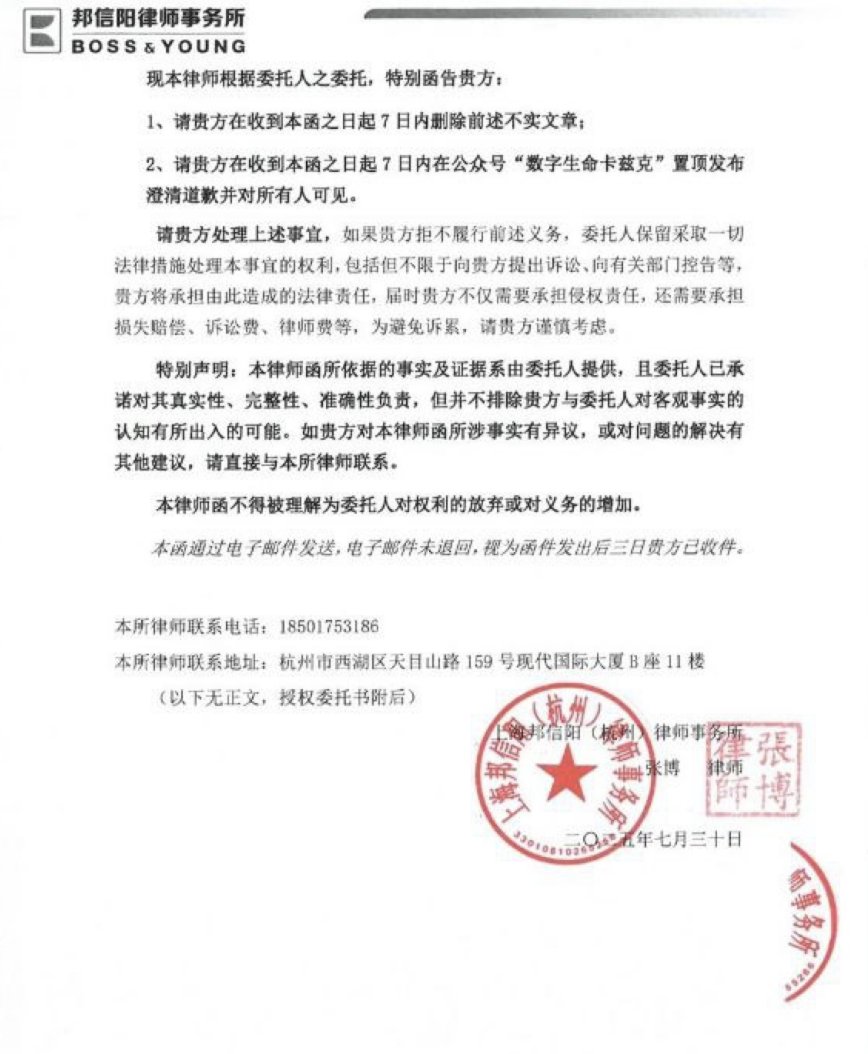 邦信阳律师事务所
BOSS & YOUNG
现本律师根据委托人之委托，特别函告贵方：
1、请贵方在收到本函之日起 7 日内删除前述不实文章；
2、请贵方在收到本函之日起 7 日内在公众号“数字生命卡兹克”置顶发布
澄清道歉并对所有人可见。
请贵方处理上述事宜，如果贵方拒不履行前述义务，委托人保留采取一切
法律措施处理本事宜的权利，包括但不限于向贵方提出诉讼、向有关部门控告等，
贵方将承担由此造成的法律责任，届时贵方不仅需要承担侵权责任，还需要承担
损失赔偿、诉讼费、律师费等，为避免诉累，请贵方谨慎考虑。
特别声明：本律师函所依据的事实及证据系由委托人提供，且委托人已承
诺对其真实性、完整性、准确性负责，但并不排除贵方与委托人对客观事实的
认知有所出入的可能。如贵方对本律师函所涉事实有异议，或对问题的解决有
其他建议，请直接与本所律师联系。
本律师函不得被理解为委托人对权利的放弃或对义务的增加。
本函通过电子邮件发送，电子邮件未退回，视为函件发出后三日贵方已收件。
本所律师联系电话：18501753186
本所律师联系地址：杭州市西湖区天目山路 159 号现代国际大厦 B 座 11 楼
（以下无正文，授权委托书附后）
上海邦信阳（杭州）律师事务所
张博 律师
二〇二五年七月三十日
上海邦信阳（杭州）律师事务所
張博律師
师事务所